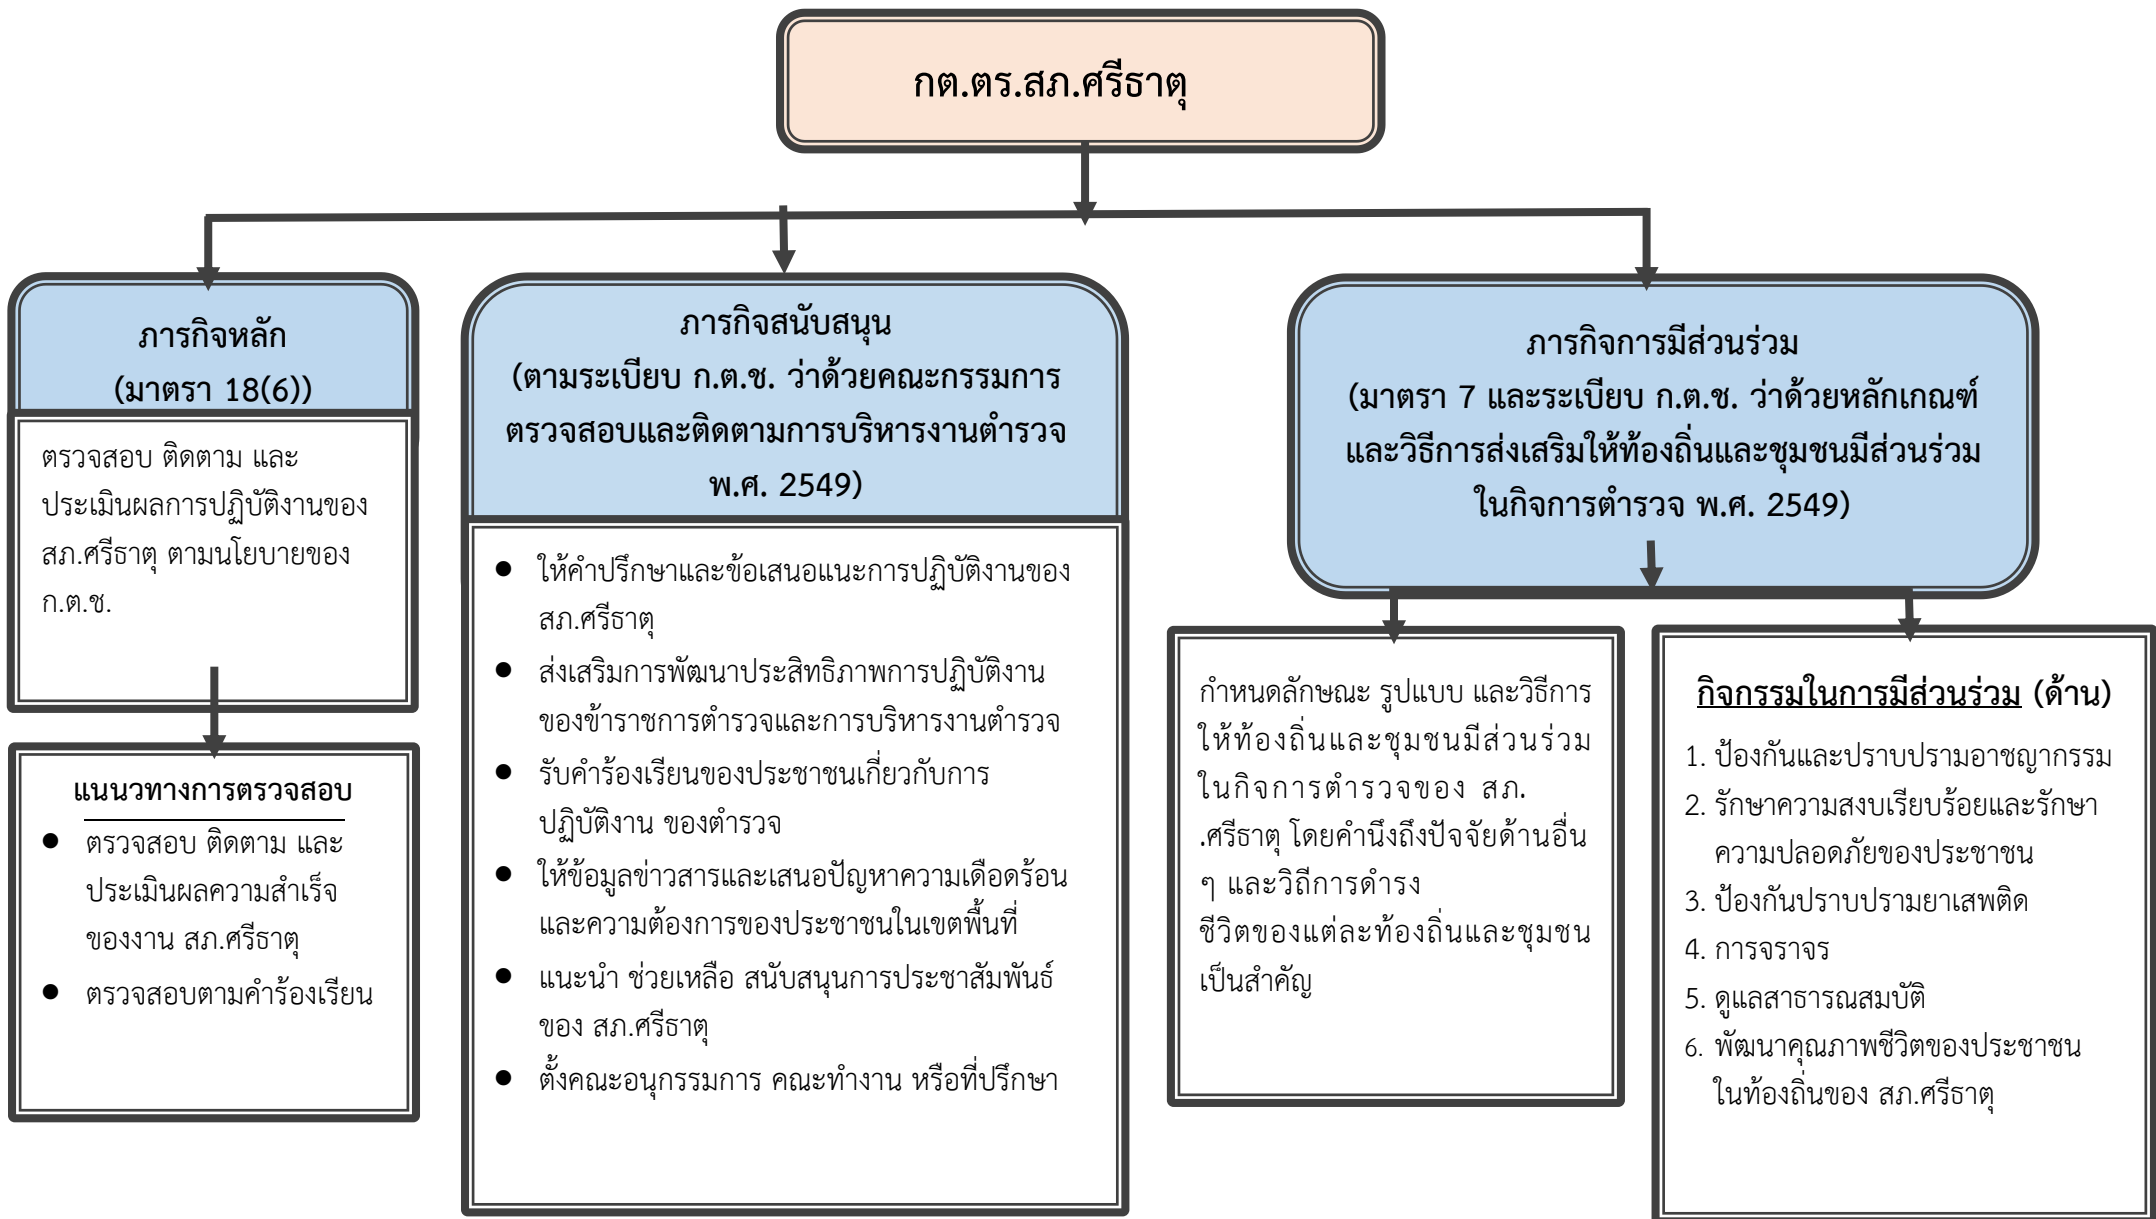 กต.ตร.สภ.ศรีธาตุ
ภารกิจหลัก
(มาตรา 18(6))
ตรวจสอบ ติดตาม และ
ประเมินผลการปฏิบัติงานของ
สภ.ศรีธาตุ ตามนโยบายของ
ก.ต.ช.
แนนวทางการตรวจสอบ
● ตรวจสอบ ติดตาม และ
ประเมินผลความสำเร็จ
ของงาน สภ.ศรีธาตุ
● ตรวจสอบตามคำร้องเรียน
ภารกิจสนับสนุน
(ตามระเบียบ ก.ต.ช. ว่าด้วยคณะกรรมการ
ตรวจสอบและติดตามการบริหารงานตำรวจ
พ.ศ. 2549)
● ให้คำปรึกษาและข้อเสนอแนะการปฏิบัติงานของ
สภ.ศรีธาตุ
● ส่งเสริมการพัฒนาประสิทธิภาพการปฏิบัติงาน
ของข้าราชการตำรวจและการบริหารงานตำรวจ
● รับคำร้องเรียนของประชาชนเกี่ยวกับการ
ปฏิบัติงาน ของตำรวจ
● ให้ข้อมูลข่าวสารและเสนอปัญหาความเดือดร้อน
และความต้องการของประชาชนในเขตพื้นที่
● แนะนำ ช่วยเหลือ สนับสนุนการประชาสัมพันธ์
ของ สภ.ศรีธาตุ
● ตั้งคณะอนุกรรมการ คณะทำงาน หรือที่ปรึกษา
ภารกิจการมีส่วนร่วม
(มาตรา 7 และระเบียบ ก.ต.ช. ว่าด้วยหลักเกณฑ์
และวิธีการส่งเสริมให้ท้องถิ่นและชุมชนมีส่วนร่วม
ในกิจการตำรวจ พ.ศ. 2549)
กำหนดลักษณะ รูปแบบ และวิธีการ
ให้ท้องถิ่นและชุมชนมีส่วนร่วม
ในกิจการตำรวจของ สภ.
.ศรีธาตุ โดยคำนึงถึงปัจจัยด้านอื่น
ๆ และวิถีการดำรง
ชีวิตของแต่ละท้องถิ่นและชุมชน
เป็นสำคัญ
กิจกรรมในการมีส่วนร่วม (ด้าน)
1. ป้องกันและปราบปรามอาชญากรรม
2. รักษาความสงบเรียบร้อยและรักษา
ความปลอดภัยของประชาชน
3. ป้องกันปราบปรามยาเสพติด
4. การจราจร
5. ดูแลสาธารณสมบัติ
6. พัฒนาคุณภาพชีวิตของประชาชน
ในท้องถิ่นของ สภ.ศรีธาตุ